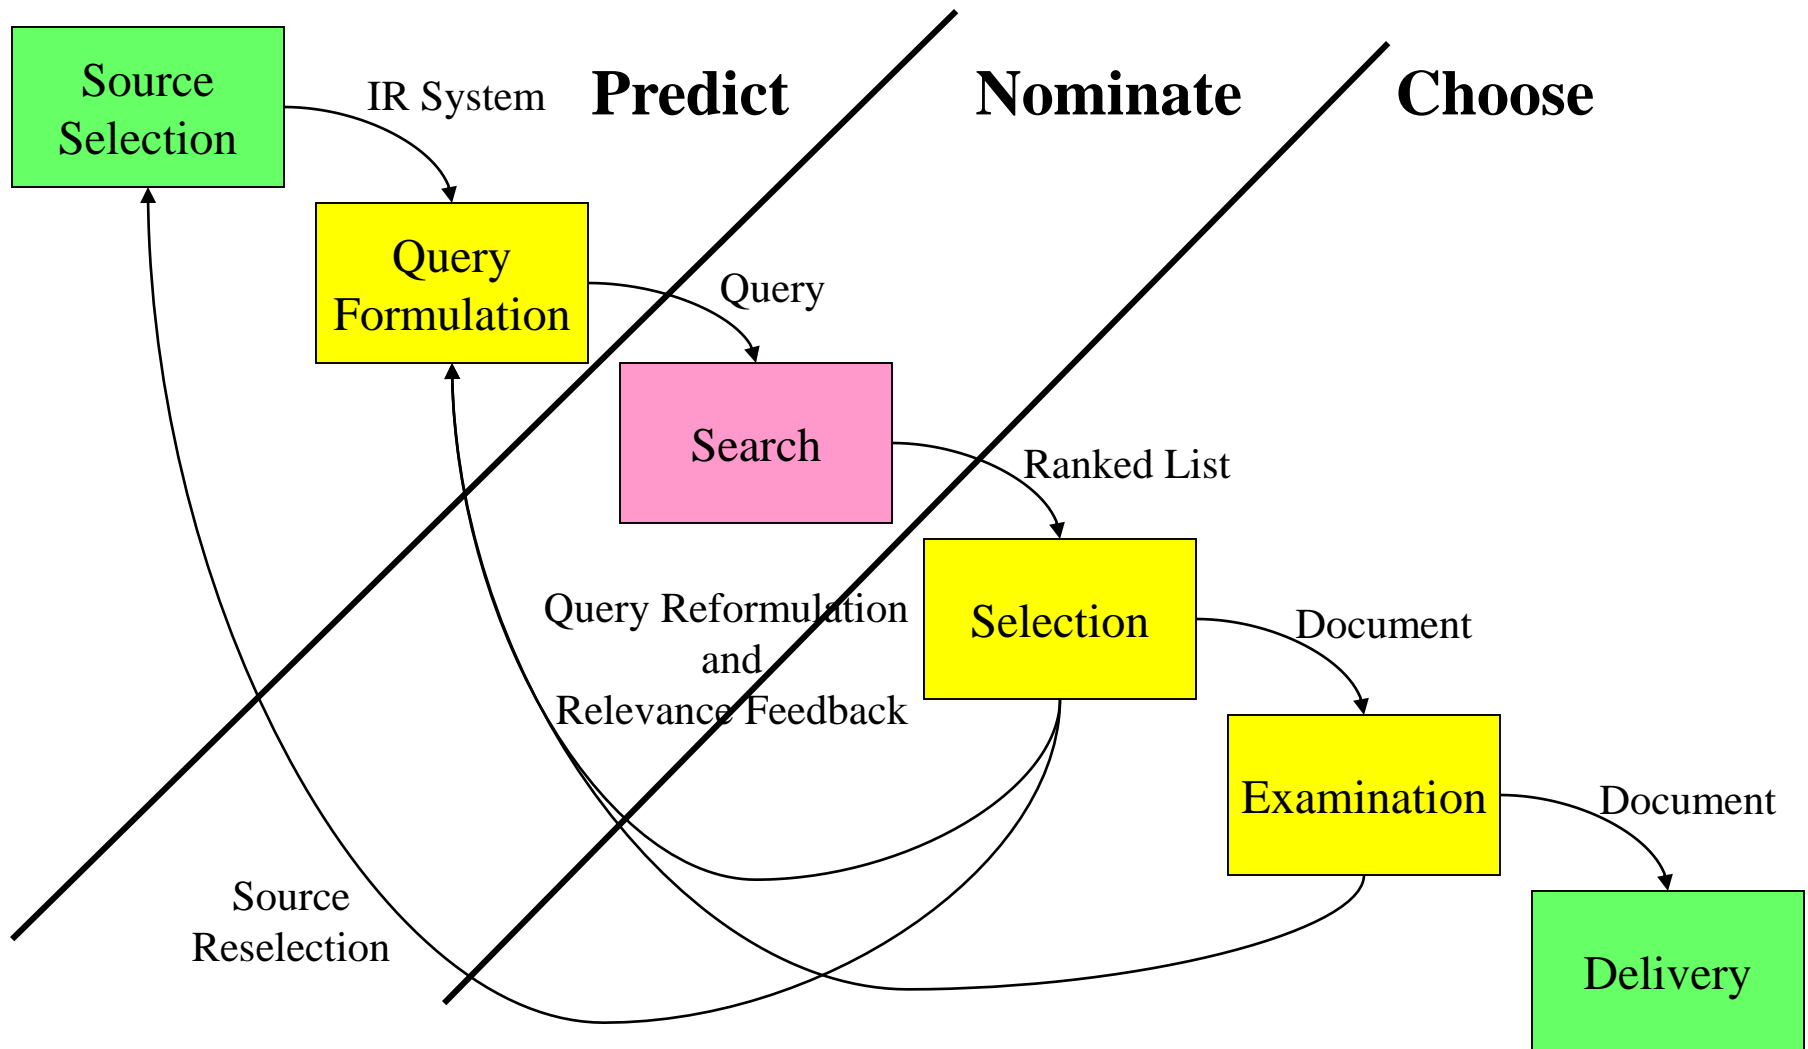 Source
Selection
IR System
Predict
Nominate
Choose
Query
Formulation
Query
Search
Ranked List
Query Reformulation
and
Relevance Feedback
Selection
Document
Examination
Document
Source
Reselection
Delivery